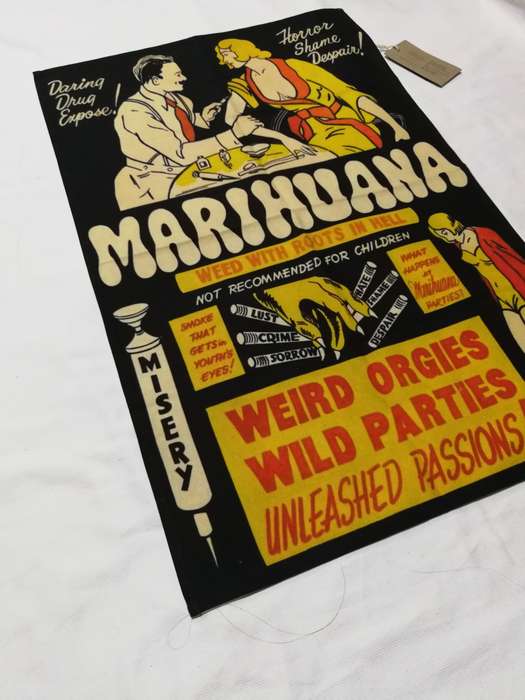 Daring
Drug
Expose!
Horror
Shame
Despair!
MARIHUANA
WEED WITH ROOTS IN HELL
NOT RECOMMENDED FOR CHILDREN
SMOKE
THAT
GETS in
YOUTH'S
EYES!
LUST
CRIME
SORROW
HATE
SHAME
DESPAIR
WHAT
HAPPENS
at
Marihuana
PARTIES?
MISERY
WEIRD ORGIES
WILD PARTIES
UNLEASHED PASSIONS!